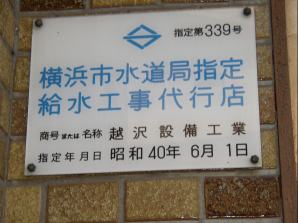 指定第339号
横浜市水道局指定
給水工事代行店
商号または名称 越沢設備工業
指定年月日 昭和40年 6月 1日